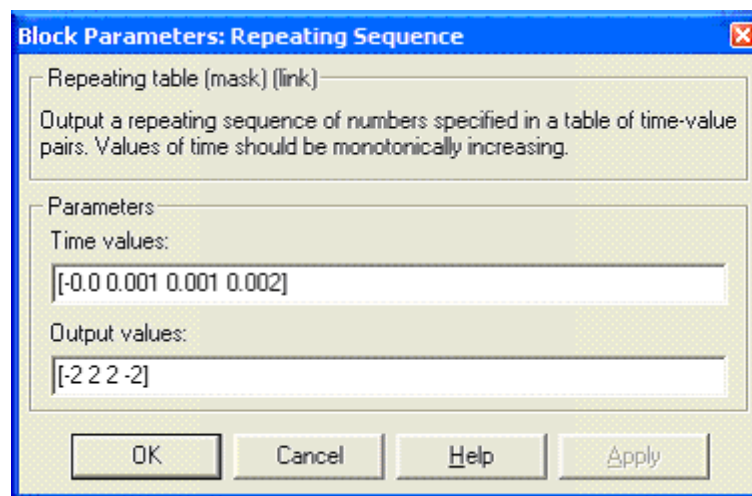 Block Parameters: Repeating Sequence
Repeating table (mask) (link)
Output a repeating sequence of numbers specified in a table of time-value
pairs. Values of time should be monotonically increasing.
Parameters
Time values:
[-0.0 0.001 0.001 0.002]
Output values:
[-2 2 2 -2]
OK Cancel Help Apply